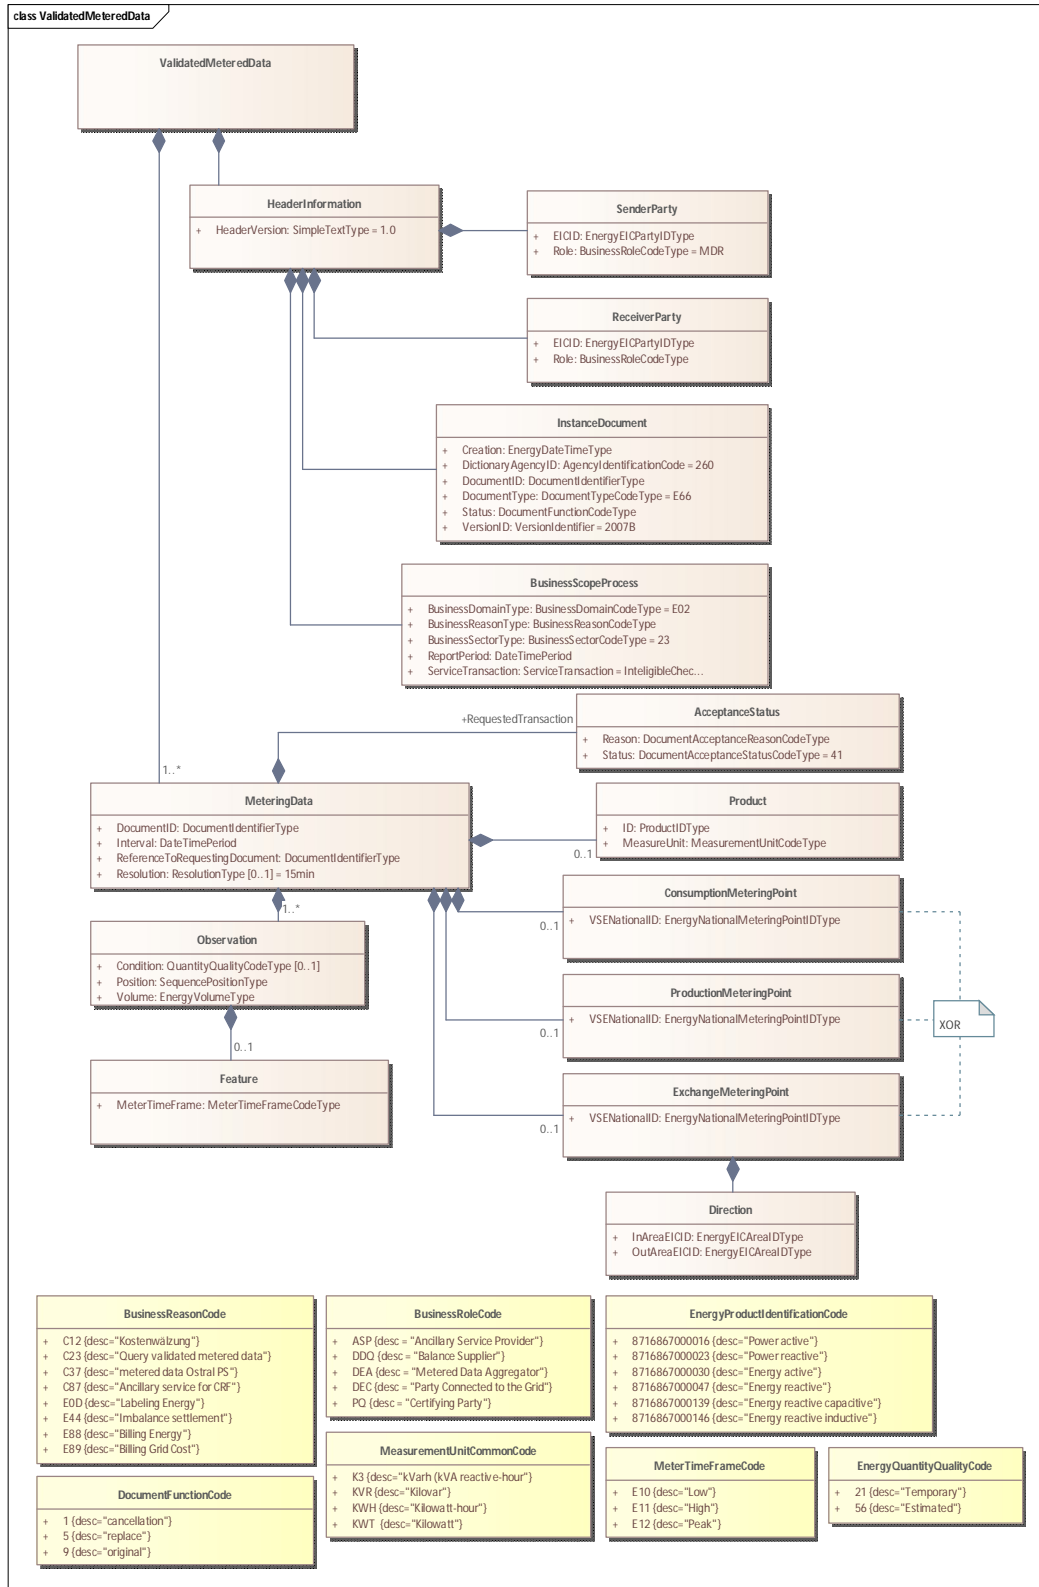 class ValidatedMeteredData
ValidatedMeteredData
HeaderInformation
+ HeaderVersion: SimpleTextType = 1.0
SenderParty
+ EICID: EnergyEICPartyIDType
+ Role: BusinessRoleCodeType = MDR
ReceiverParty
+ EICID: EnergyEICPartyIDType
+ Role: BusinessRoleCodeType
InstanceDocument
+ Creation: EnergyDateTimeType
+ DictionaryAgencyID: AgencyIdentificationCode = 260
+ DocumentID: DocumentIdentifierType
+ DocumentType: DocumentTypeCodeType = E66
+ Status: DocumentFunctionCodeType
+ VersionID: VersionIdentifier = 2007B
BusinessScopeProcess
+ BusinessDomainType: BusinessDomainCodeType = E02
+ BusinessReasonType: BusinessReasonCodeType
+ BusinessSectorType: BusinessSectorCodeType = 23
+ ReportPeriod: DateTimePeriod
+ ServiceTransaction: ServiceTransaction = InteligibleChec...
+RequestedTransaction
AcceptanceStatus
+ Reason: DocumentAcceptanceReasonCodeType
+ Status: DocumentAcceptanceStatusCodeType = 41
1..*
MeteringData
+ DocumentID: DocumentIdentifierType
+ Interval: DateTimePeriod
+ ReferenceToRequestingDocument: DocumentIdentifierType
+ Resolution: ResolutionType [0..1] = 15min
Product
+ ID: ProductIDType
+ MeasureUnit: MeasurementUnitCodeType
0..1
ConsumptionMeteringPoint
+ VSENationalID: EnergyNationalMeteringPointIDType
0..1
1..*
Observation
+ Condition: QuantityQualityCodeType [0..1]
+ Position: SequencePositionType
+ Volume: EnergyVolumeType
ProductionMeteringPoint
+ VSENationalID: EnergyNationalMeteringPointIDType
0..1
XOR
0..1
Feature
+ MeterTimeFrame: MeterTimeFrameCodeType
ExchangeMeteringPoint
+ VSENationalID: EnergyNationalMeteringPointIDType
0..1
Direction
+ InAreaEICID: EnergyEICAreaIDType
+ OutAreaEICID: EnergyEICAreaIDType
BusinessReasonCode
+ C12 {desc="Kostenwälzung"}
+ C23 {desc="Query validated metered data"}
+ C37 {desc="metered data Ostral PS"}
+ C87 {desc="Ancillary service for CRF"}
+ E0D {desc="Labeling Energy"}
+ E44 {desc="Imbalance settlement"}
+ E88 {desc="Billing Energy"}
+ E89 {desc="Billing Grid Cost"}
BusinessRoleCode
+ ASP {desc = "Ancillary Service Provider"}
+ DDQ {desc = "Balance Supplier"}
+ DEA {desc = "Metered Data Aggregator"}
+ DEC {desc = "Party Connected to the Grid"}
+ PQ {desc = "Certifying Party"}
EnergyProductIdentificationCode
+ 8716867000016 {desc="Power active"}
+ 8716867000023 {desc="Power reactive"}
+ 8716867000030 {desc="Energy active"}
+ 8716867000047 {desc="Energy reactive"}
+ 8716867000139 {desc="Energy reactive capacitive"}
+ 8716867000146 {desc="Energy reactive inductive"}
DocumentFunctionCode
+ 1 {desc="cancellation"}
+ 5 {desc="replace"}
+ 9 {desc="original"}
MeasurementUnitCommonCode
+ K3 {desc="kVarh (kVA reactive-hour"}
+ KVR {desc="Kilovar"}
+ KWH {desc="Kilowatt-hour"}
+ KWT {desc="Kilowatt"}
MeterTimeFrameCode
+ E10 {desc="Low"}
+ E11 {desc="High"}
+ E12 {desc="Peak"}
EnergyQuantityQualityCode
+ 21 {desc="Temporary"}
+ 56 {desc="Estimated"}